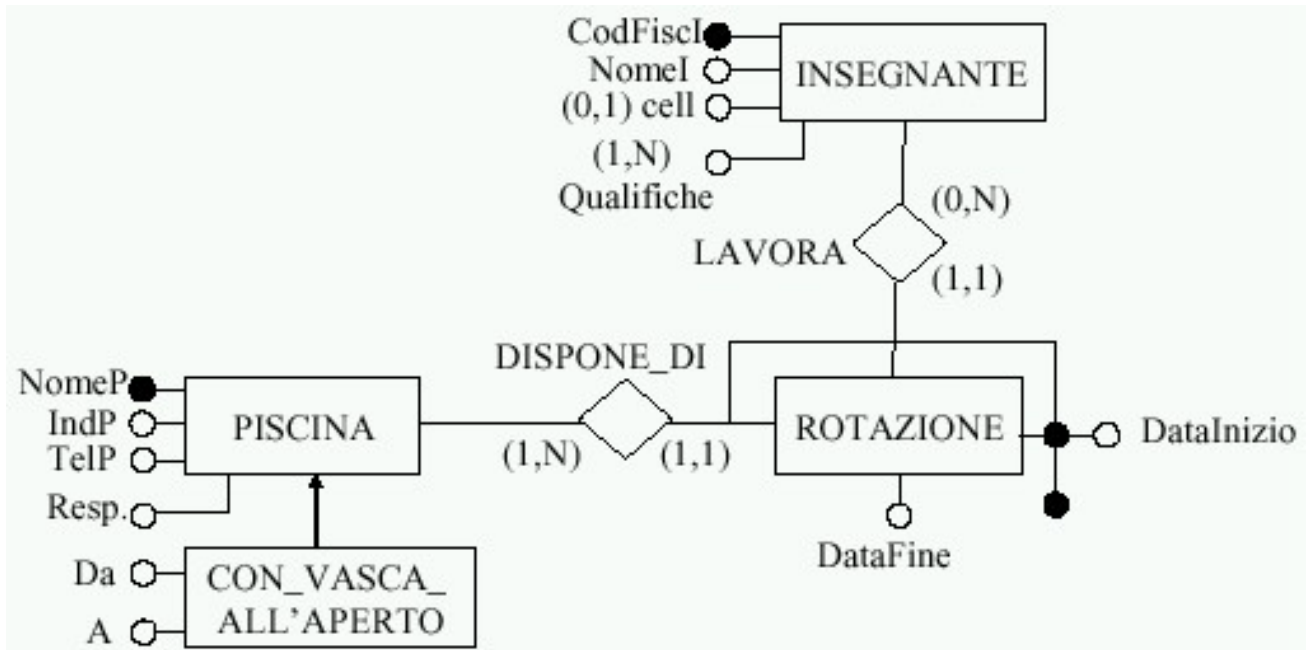 CodFiscI
INSEGNANTE
NomeI
(0,1) cell
(1,N)
Qualifiche
(0,N)
LAVORA
(1,1)
DISPONE_DI
NomeP
IndP
PISCINA
TelP
(1,N)
(1,1)
ROTAZIONE
DataInizio
Resp.
DataFine
Da
CON_VASCA_
ALL'APERTO
A